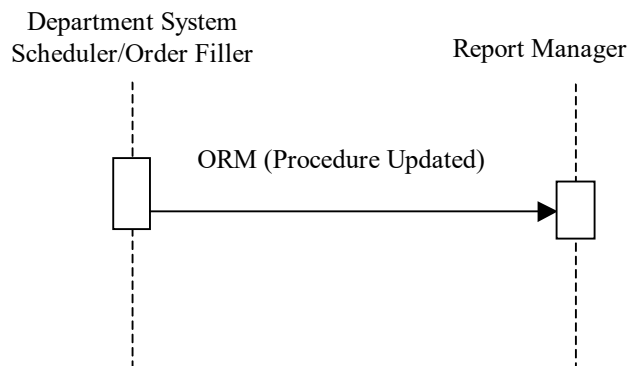 Department System
Scheduler/Order Filler
Report Manager
ORM (Procedure Updated)